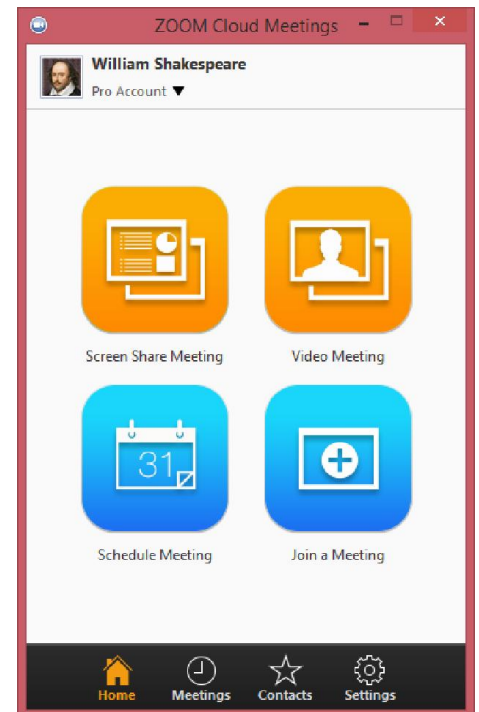 ZOOM Cloud Meetings
William Shakespeare
Pro Account ▼
Screen Share Meeting Video Meeting
31
Schedule Meeting Join a Meeting
Home Meetings Contacts Settings